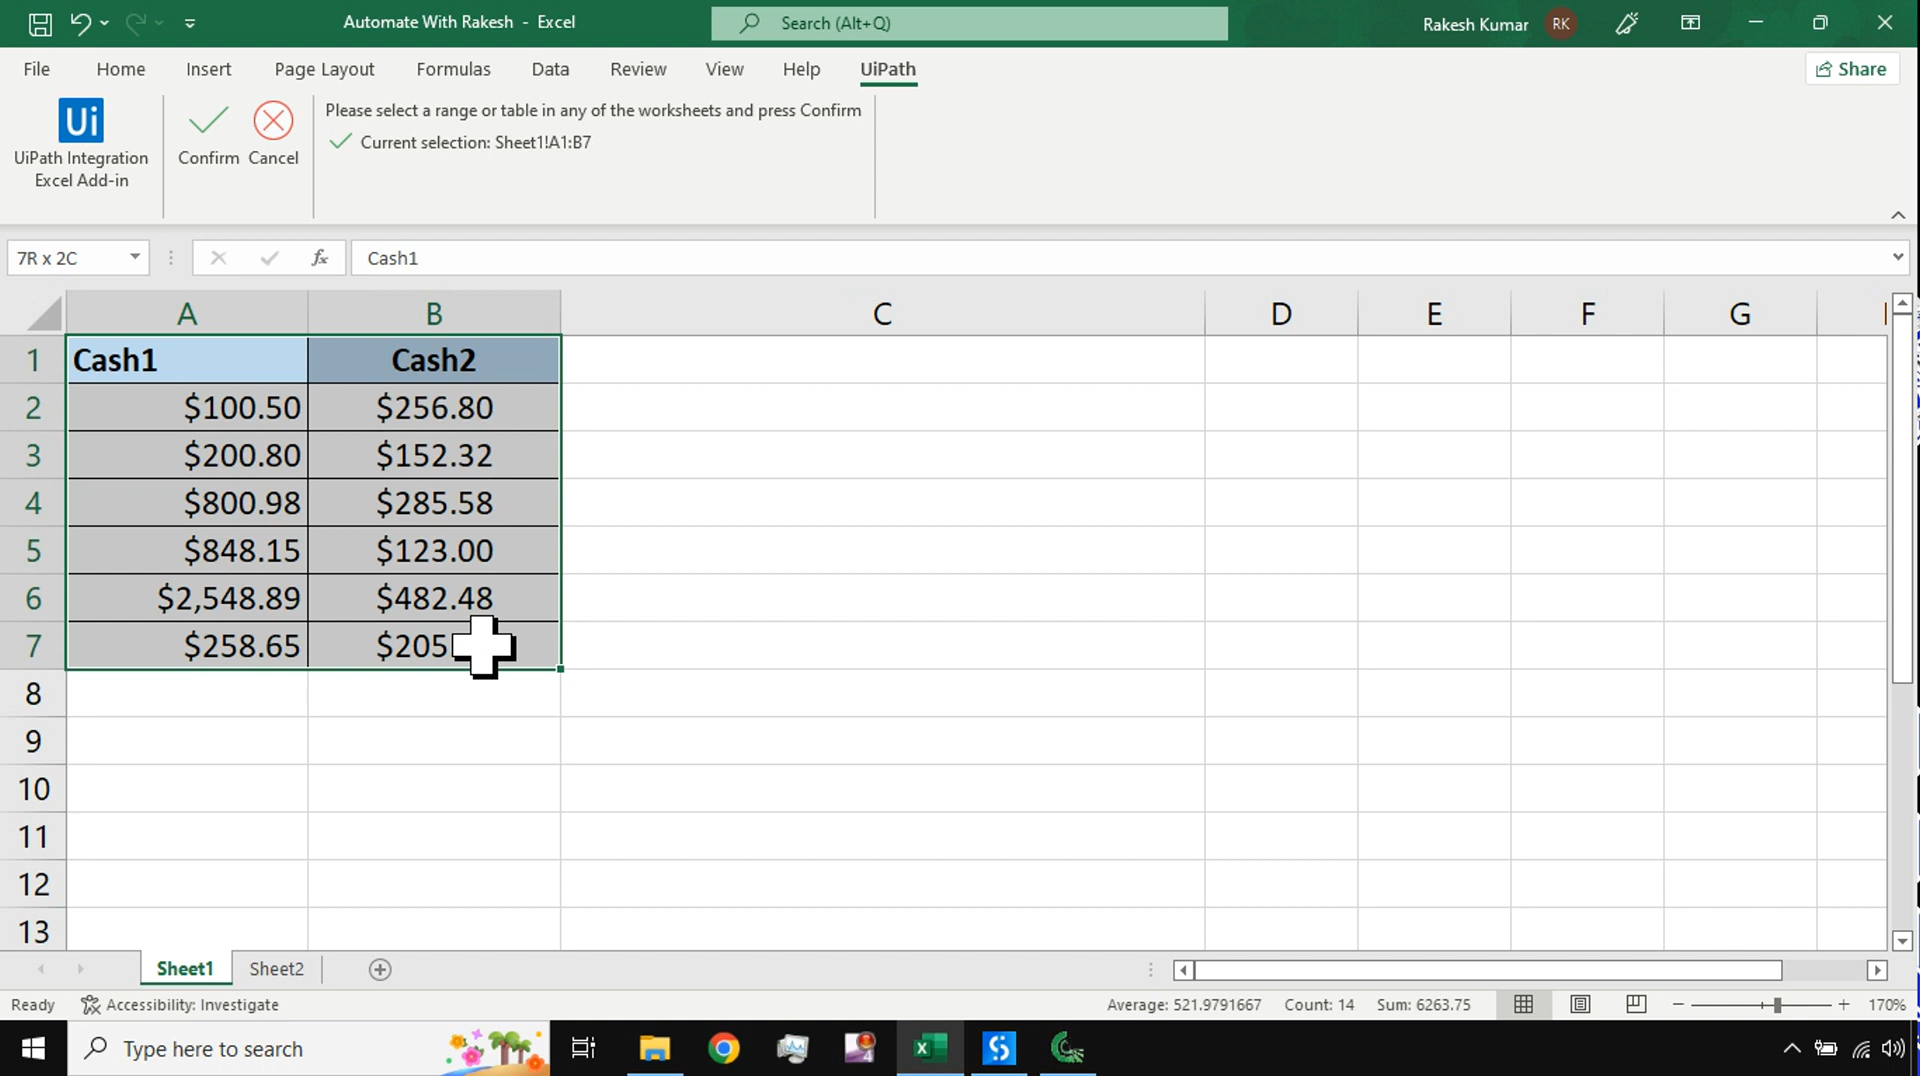 Automate With Rakesh - Excel
Search (Alt+Q)
Rakesh Kumar RK
File Home Insert Page Layout Formulas Data Review View Help UiPath
Share
Ui
UiPath Integration
Excel Add-in
Confirm Cancel
Please select a range or table in any of the worksheets and press Confirm
Current selection: Sheet1!A1:B7
7R x 2C
fx
Cash1
A B C D E F G
1 Cash1 Cash2
2 $100.50 $256.80
3 $200.80 $152.32
4 $800.98 $285.58
5 $848.15 $123.00
6 $2,548.89 $482.48
7 $258.65 $205
8
9
10
11
12
13
Sheet1 Sheet2
Ready Accessibility: Investigate
Average: 521.9791667 Count: 14 Sum: 6263.75
170%
Type here to search